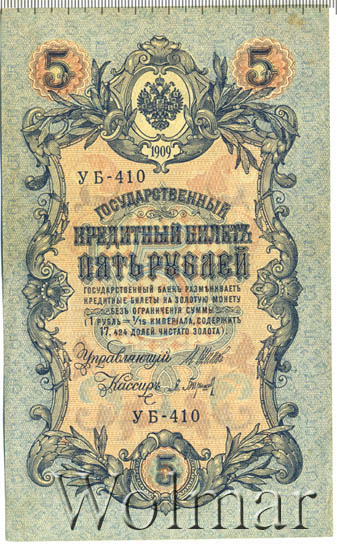 5 5
1909
УБ-410
ГОСУДАРСТВЕННЫЙ
КРЕДИТНЫЙ БИЛЕТЪ
ПЯТЬ РУБЛЕЙ
ГОСУДАРСТВЕННЫЙ БАНКЪ РАЗМѢНИВАЕТЪ
КРЕДИТНЫЕ БИЛЕТЫ НА ЗОЛОТУЮ МОНЕТУ
БЕЗЪ ОГРАНИЧЕНІЯ СУММЫ
(1 РУБЛЬ = 1/15 ИМПЕРІАЛА, СОДЕРЖИТЪ
17,424 ДОЛЕЙ ЧИСТАГО ЗОЛОТА).
Управляющій
Кассиръ
УБ-410
5
Wolmar